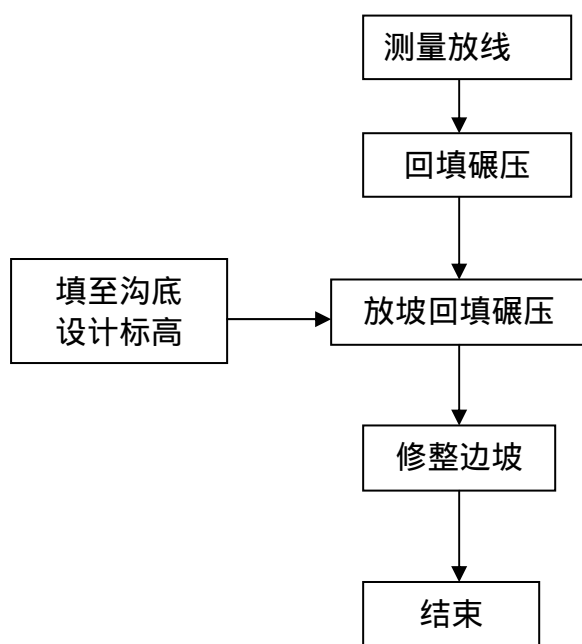 测量放线
回填碾压
填至沟底
设计标高
放坡回填碾压
修整边坡
结束